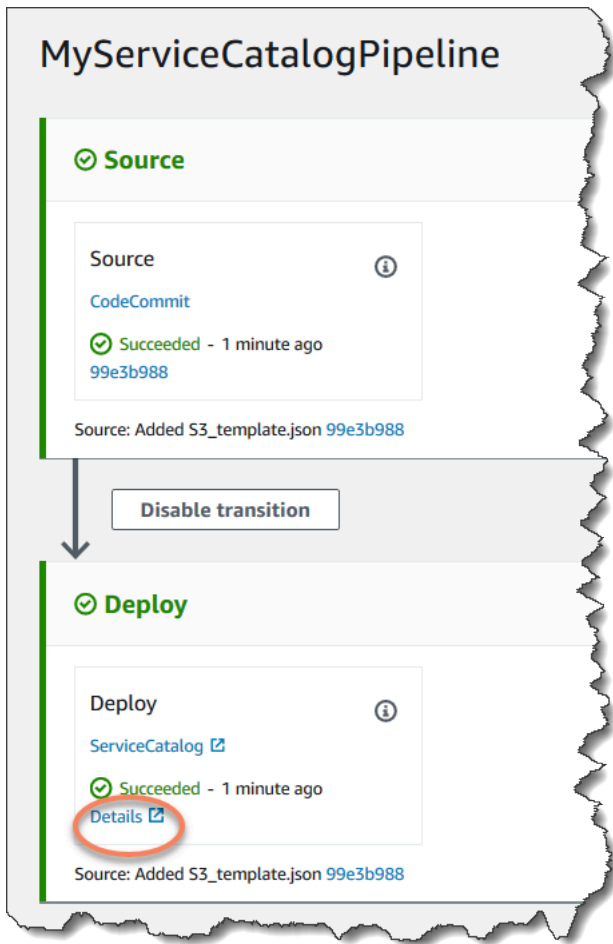 MyServiceCatalogPipeline
Source
Source
CodeCommit
Succeeded - 1 minute ago
99e3b988
Source: Added S3_template.json 99e3b988
Disable transition
Deploy
Deploy
ServiceCatalog
Succeeded - 1 minute ago
Details
Source: Added S3_template.json 99e3b988